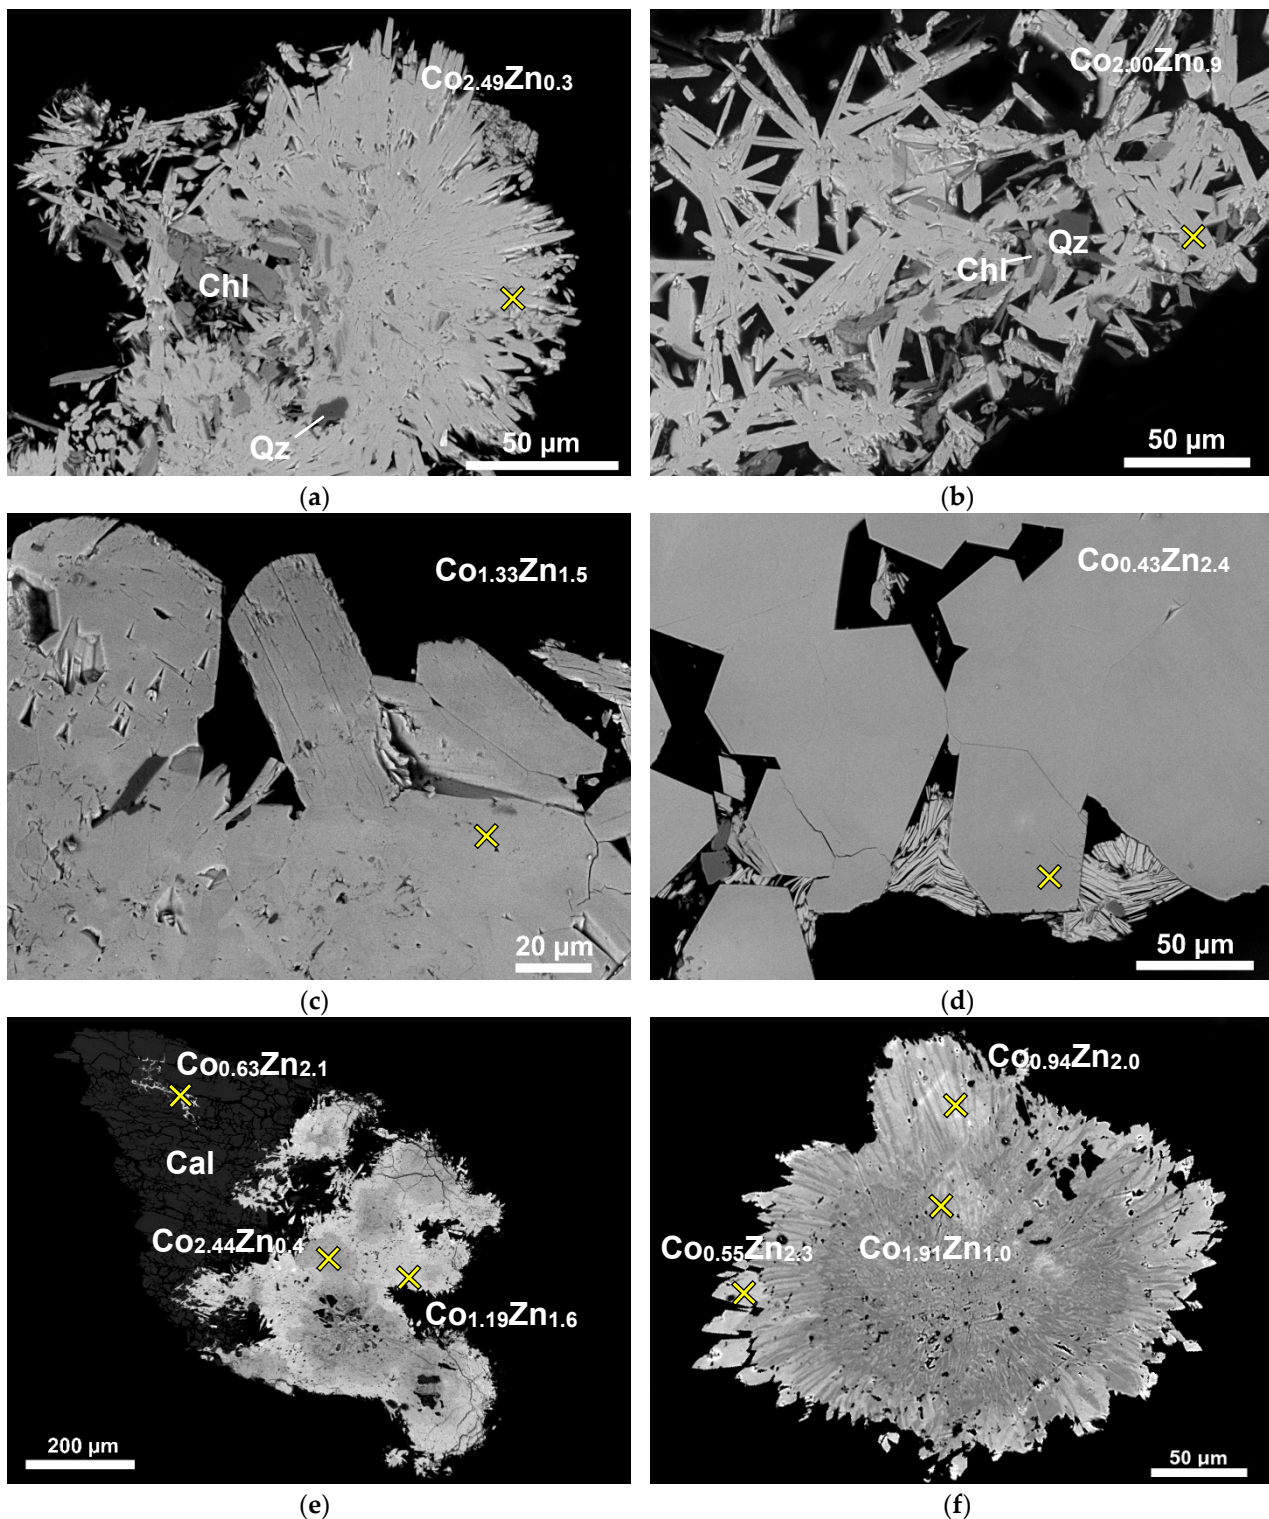 Co2.49Zn0.3
Chl
Qz
50 µm
(a)
Co2.00Zn0.9
Qz
Chl
50 µm
(b)
Co1.33Zn1.5
20 µm
(c)
Co0.43Zn2.4
50 µm
(d)
Co0.63Zn2.1
Cal
Co2.44Zn0.4
Co1.19Zn1.6
200 µm
(e)
Co0.94Zn2.0
Co0.55Zn2.3
Co1.91Zn1.0
50 µm
(f)